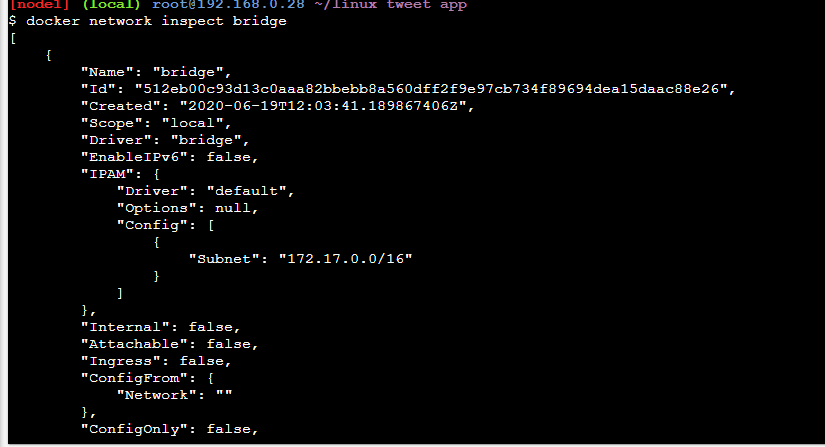 [node1] (local) root@192.168.0.28 ~/linux tweet app
$ docker network inspect bridge
[
    {
        "Name": "bridge",
        "Id": "512eb00c93d13c0aaa82bbebb8a560dff2f9e97cb734f89694dea15daac88e26",
        "Created": "2020-06-19T12:03:41.189867406Z",
        "Scope": "local",
        "Driver": "bridge",
        "EnableIPv6": false,
        "IPAM": {
            "Driver": "default",
            "Options": null,
            "Config": [
                {
                    "Subnet": "172.17.0.0/16"
                }
            ]
        },
        "Internal": false,
        "Attachable": false,
        "Ingress": false,
        "ConfigFrom": {
            "Network": ""
        },
        "ConfigOnly": false,